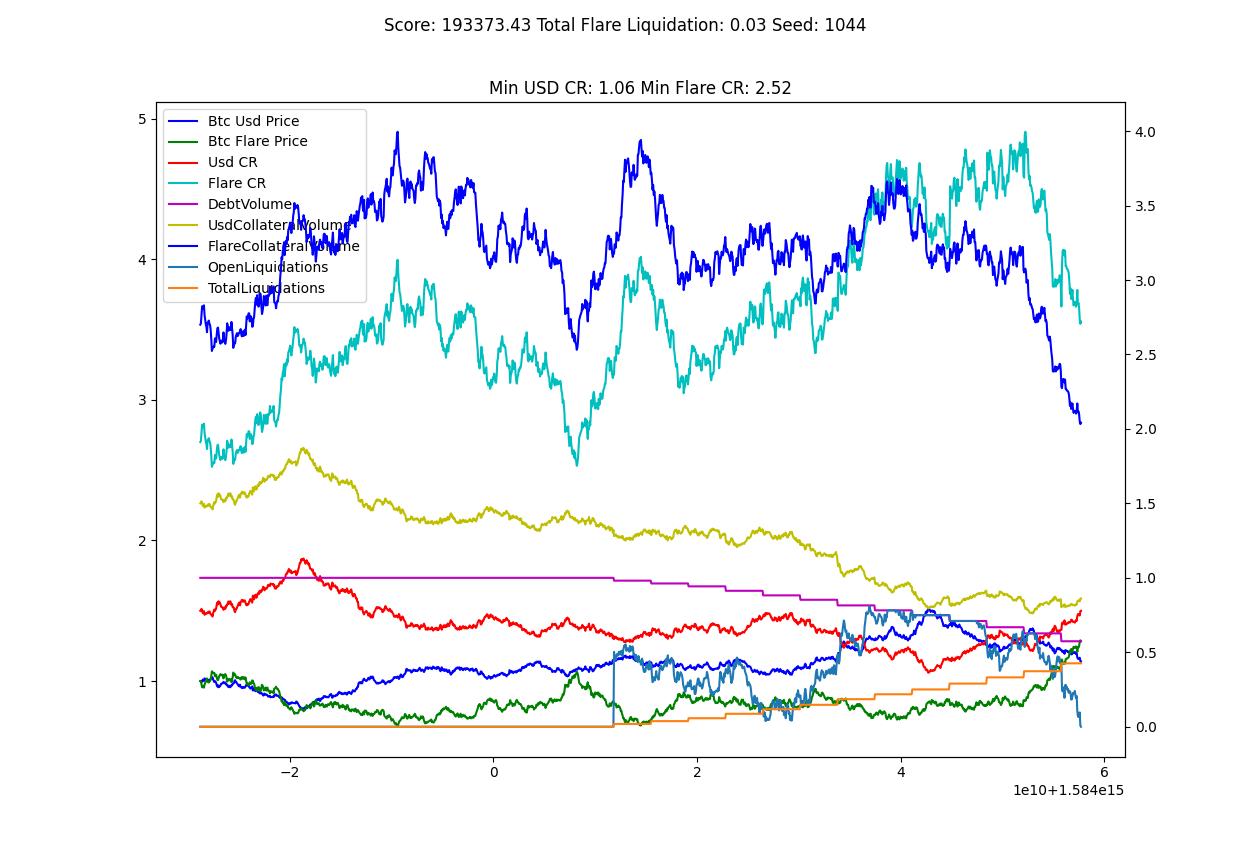 Score: 193373.43 Total Flare Liquidation: 0.03 Seed: 1044
Min USD CR: 1.06 Min Flare CR: 2.52
Btc Usd Price
Btc Flare Price
Usd CR
Flare CR
DebtVolume
UsdCollateralVolume
FlareCollateralVolume
OpenLiquidations
TotalLiquidations
5
4
3
2
1
4.0
3.5
3.0
2.5
2.0
1.5
1.0
0.5
0.0
−2 0 2 4 6
1e10+1.584e15